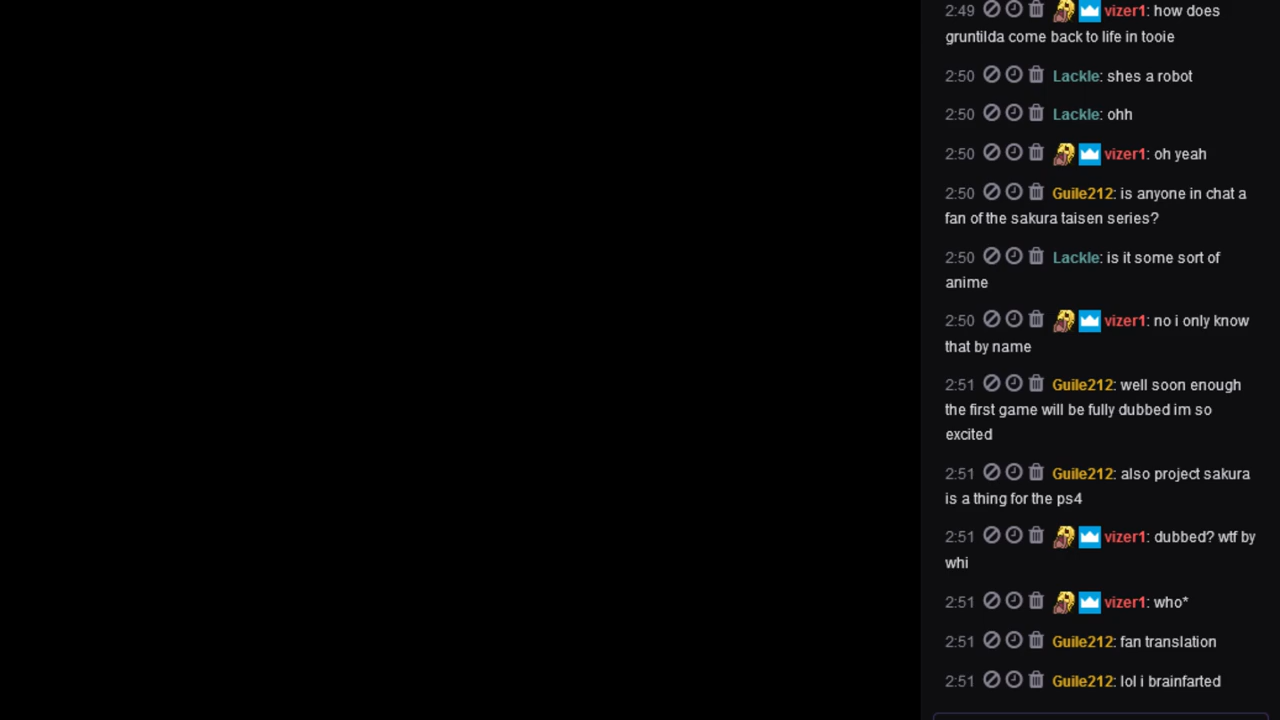 2:49 vizer1: how does
gruntilda come back to life in tooie
2:50 Lackle: shes a robot
2:50 Lackle: ohh
2:50 vizer1: oh yeah
2:50 Guile212: is anyone in chat a
fan of the sakura taisen series?
2:50 Lackle: is it some sort of
anime
2:50 vizer1: no i only know
that by name
2:51 Guile212: well soon enough
the first game will be fully dubbed im so
excited
2:51 Guile212: also project sakura
is a thing for the ps4
2:51 vizer1: dubbed? wtf by
whi
2:51 vizer1: who*
2:51 Guile212: fan translation
2:51 Guile212: lol i brainfarted